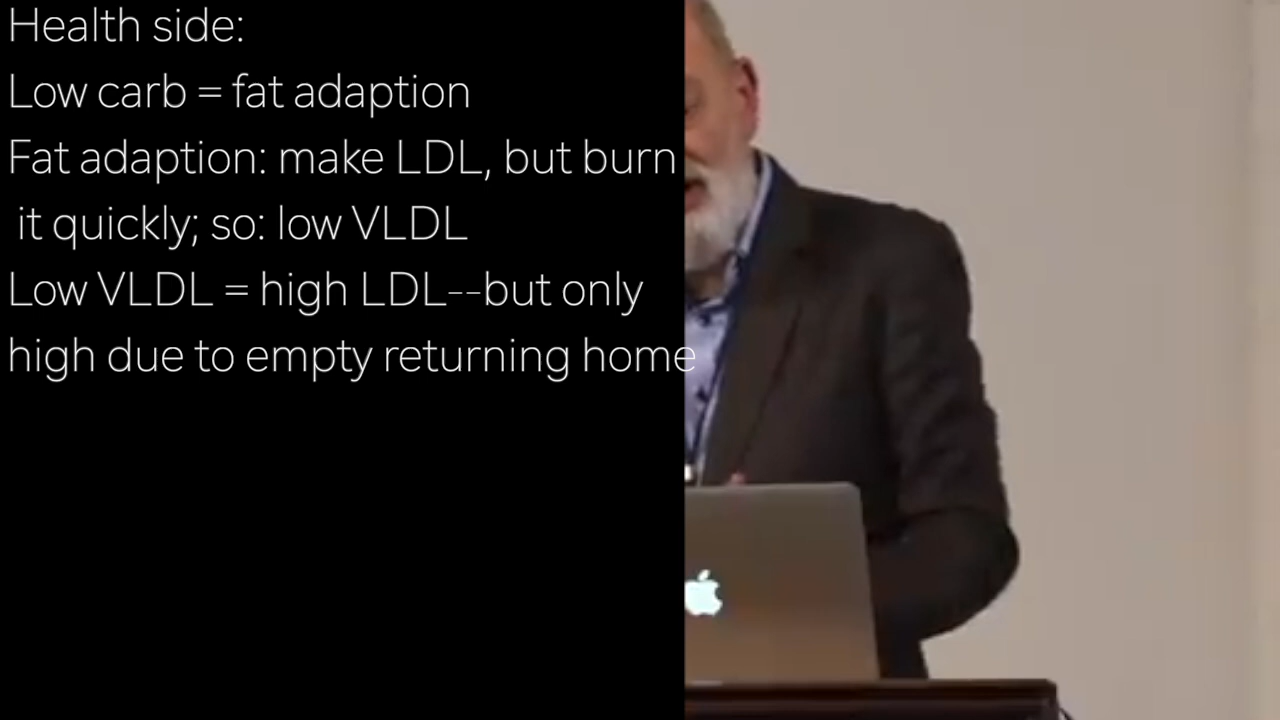 Health side:
Low carb = fat adaption
Fat adaption: make LDL, but burn
it quickly; so: low VLDL
Low VLDL = high LDL--but only
high due to empty returning home